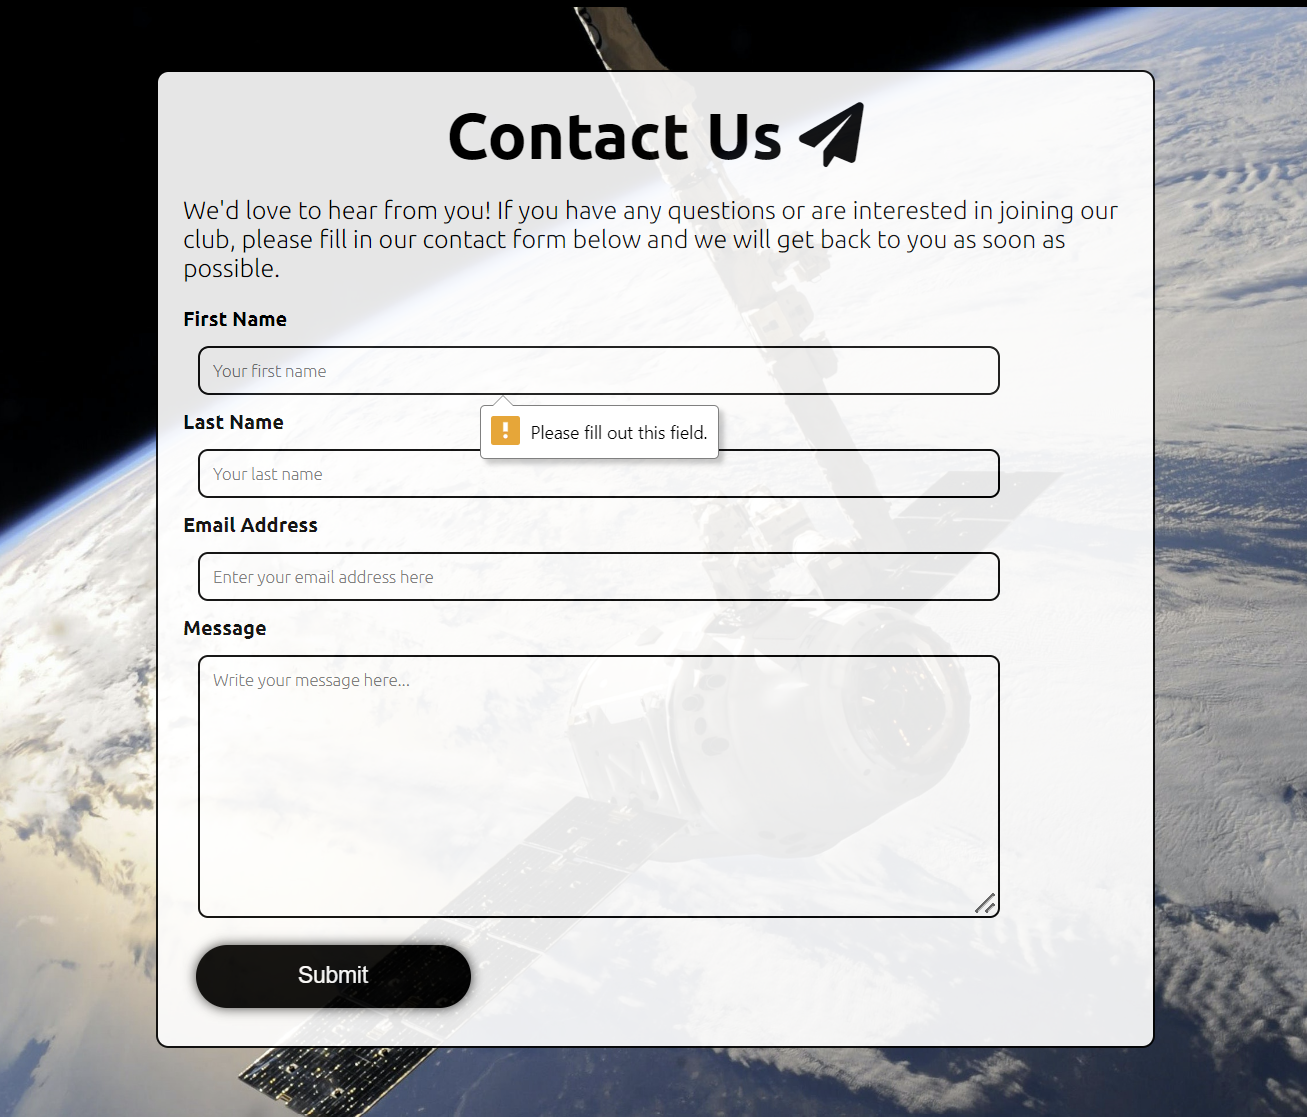 Contact Us
We'd love to hear from you! If you have any questions or are interested in joining our
club, please fill in our contact form below and we will get back to you as soon as
possible.
First Name
Your first name
Please fill out this field.
Last Name
Your last name
Email Address
Enter your email address here
Message
Write your message here...
Submit